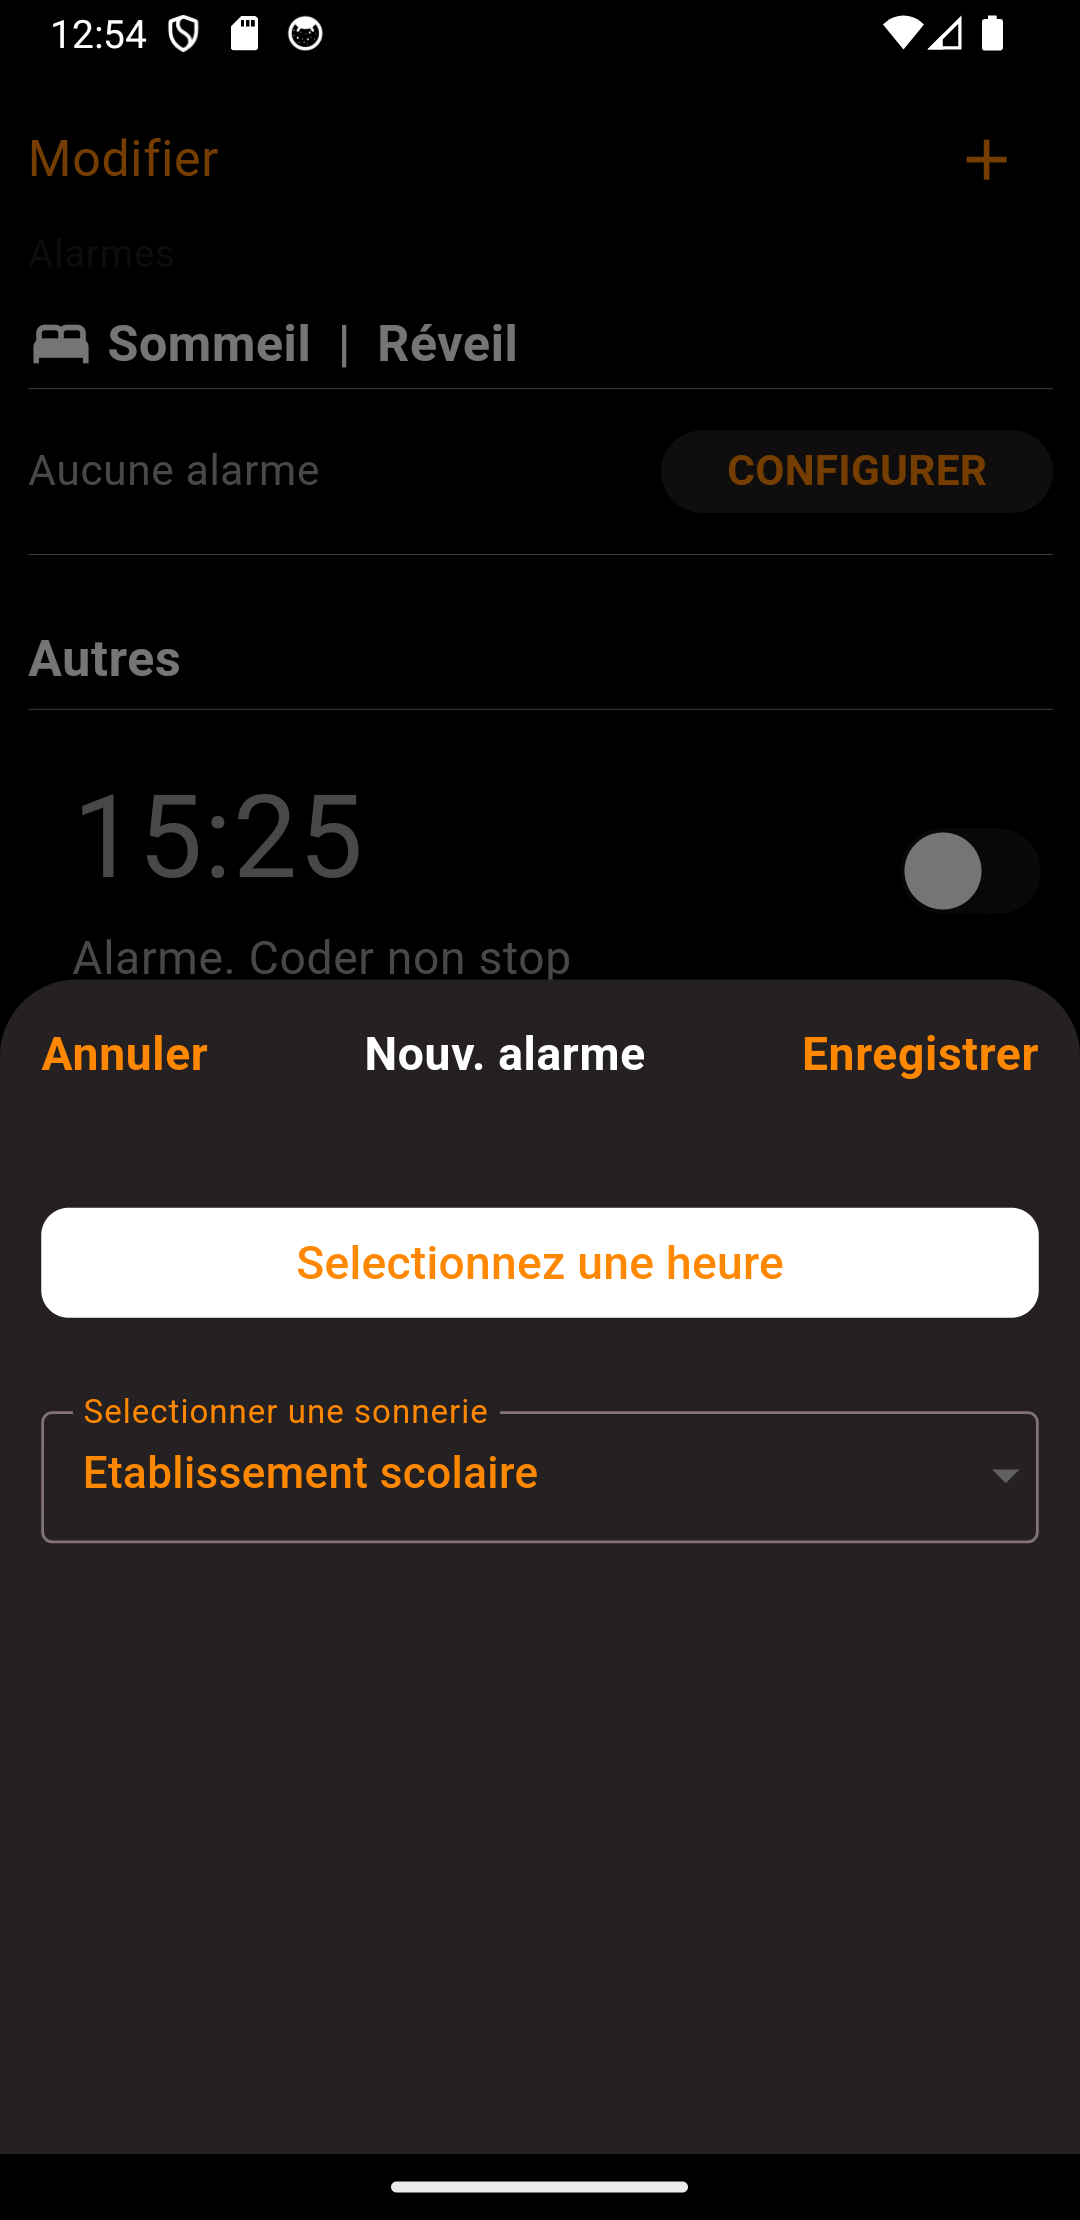 12:54
Modifier
Alarmes
Sommeil | Réveil
Aucune alarme
CONFIGURER
Autres
15:25
Alarme. Coder non stop
Annuler
Nouv. alarme
Enregistrer
Selectionnez une heure
Selectionner une sonnerie
Etablissement scolaire